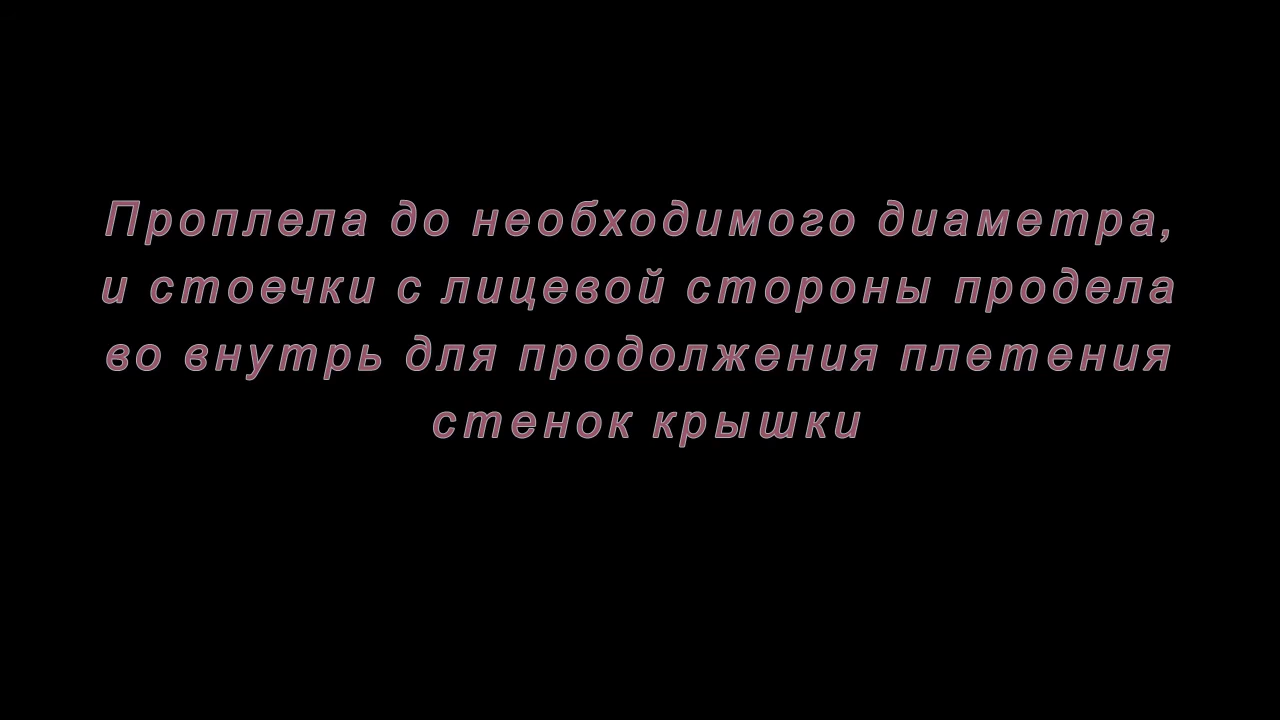 Проплела до необходимого диаметра,
и стоечки с лицевой стороны продела
во внутрь для продолжения плетения
стенок крышки